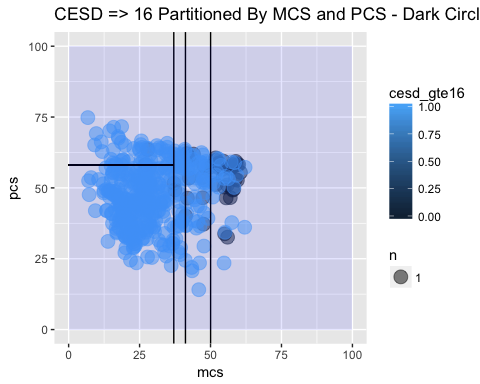 CESD => 16 Partitioned By MCS and PCS - Dark Circl
100
75
50
25
0
pcs
0 25 50 75 100
mcs
cesd_gte16
1.00
0.75
0.50
0.25
0.00
n
1